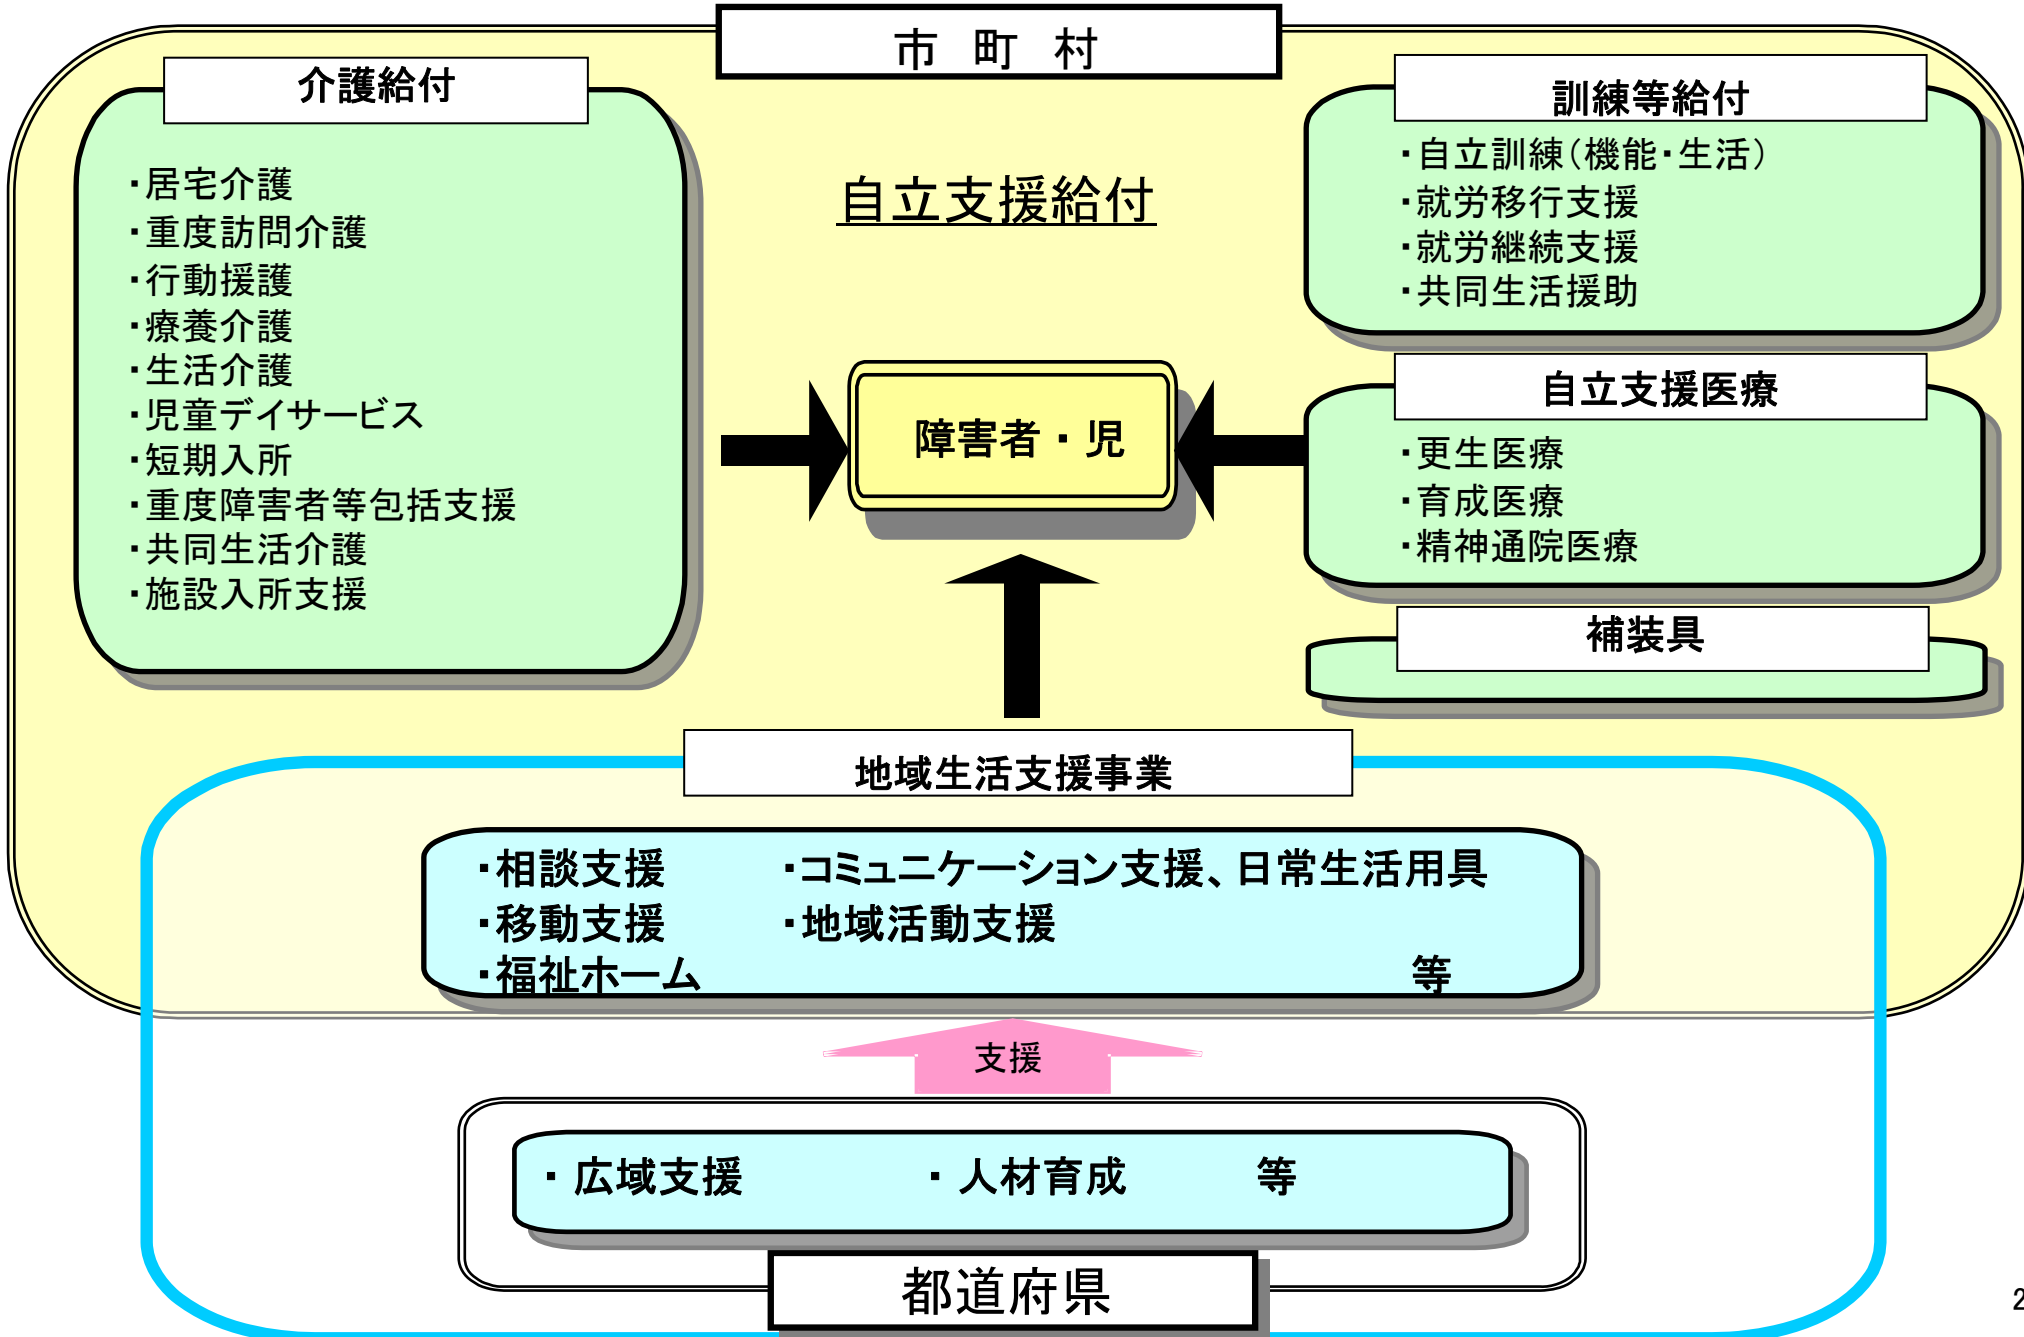 市 町 村
介護給付
・居宅介護
・重度訪問介護
・行動援護
・療養介護
・生活介護
・児童デイサービス
・短期入所
・重度障害者等包括支援
・共同生活介護
・施設入所支援
自立支援給付
訓練等給付
・自立訓練(機能・生活)
・就労移行支援
・就労継続支援
・共同生活援助
障害者・児
自立支援医療
・更生医療
・育成医療
・精神通院医療
補装具
地域生活支援事業
・相談支援 ・コミュニケーション支援、日常生活用具
・移動支援 ・地域活動支援
・福祉ホーム 等
支援
・広域支援 ・人材育成 等
都道府県
2